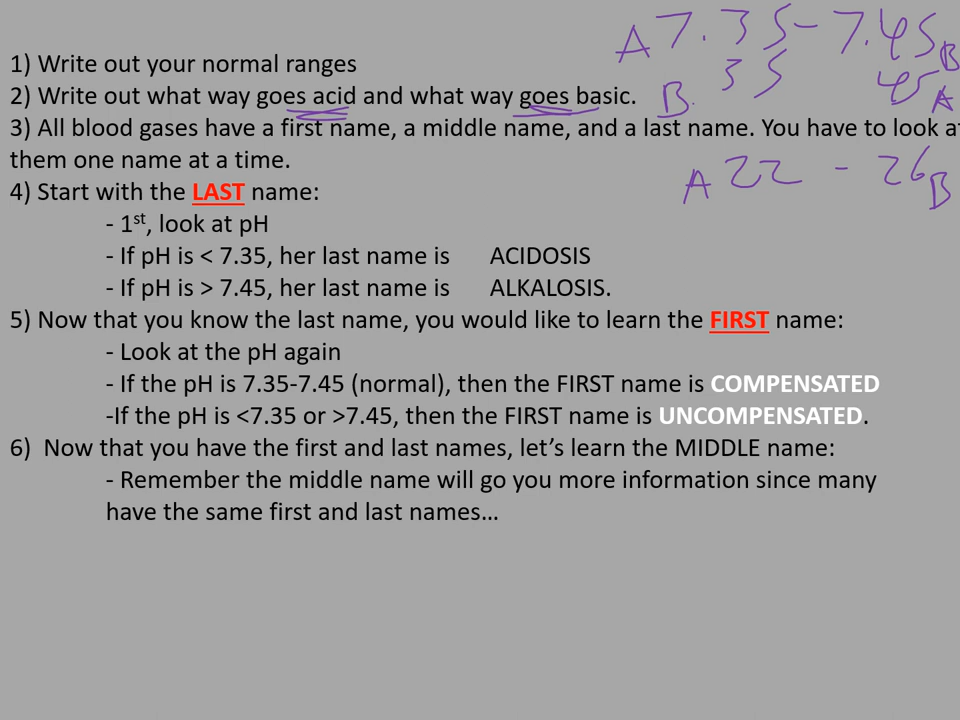 A 7.35 - 7.45 B
B 35 45 A
1) Write out your normal ranges
2) Write out what way goes acid and what way goes basic.
3) All blood gases have a first name, a middle name, and a last name. You have to look at
them one name at a time.
A 22 - 26 B
4) Start with the LAST name:
- 1st, look at pH
- If pH is < 7.35, her last name is ACIDOSIS
- If pH is > 7.45, her last name is ALKALOSIS.
5) Now that you know the last name, you would like to learn the FIRST name:
- Look at the pH again
- If the pH is 7.35-7.45 (normal), then the FIRST name is COMPENSATED
-If the pH is <7.35 or >7.45, then the FIRST name is UNCOMPENSATED.
6) Now that you have the first and last names, let’s learn the MIDDLE name:
- Remember the middle name will go you more information since many
have the same first and last names…